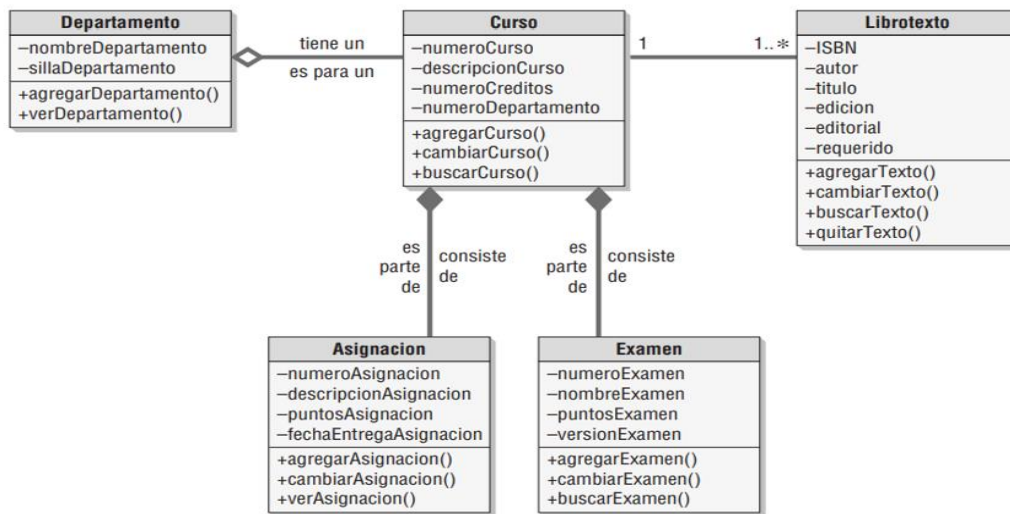 Departamento
–nombreDepartamento
–sillaDepartamento
+agregarDepartamento()
+verDepartamento()
tiene un
es para un
Curso
–numeroCurso
–descripcionCurso
–numeroCreditos
–numeroDepartamento
+agregarCurso()
+cambiarCurso()
+buscarCurso()
1
1..*
Librotexto
–ISBN
–autor
–titulo
–edicion
–editorial
–requerido
+agregarTexto()
+cambiarTexto()
+buscarTexto()
+quitarTexto()
es
parte
de
consiste
de
es
parte
de
consiste
de
Asignacion
–numeroAsignacion
–descripcionAsignacion
–puntosAsignacion
–fechaEntregaAsignacion
+agregarAsignacion()
+cambiarAsignacion()
+verAsignacion()
Examen
–numeroExamen
–nombreExamen
–puntosExamen
–versionExamen
+agregarExamen()
+cambiarExamen()
+buscarExamen()